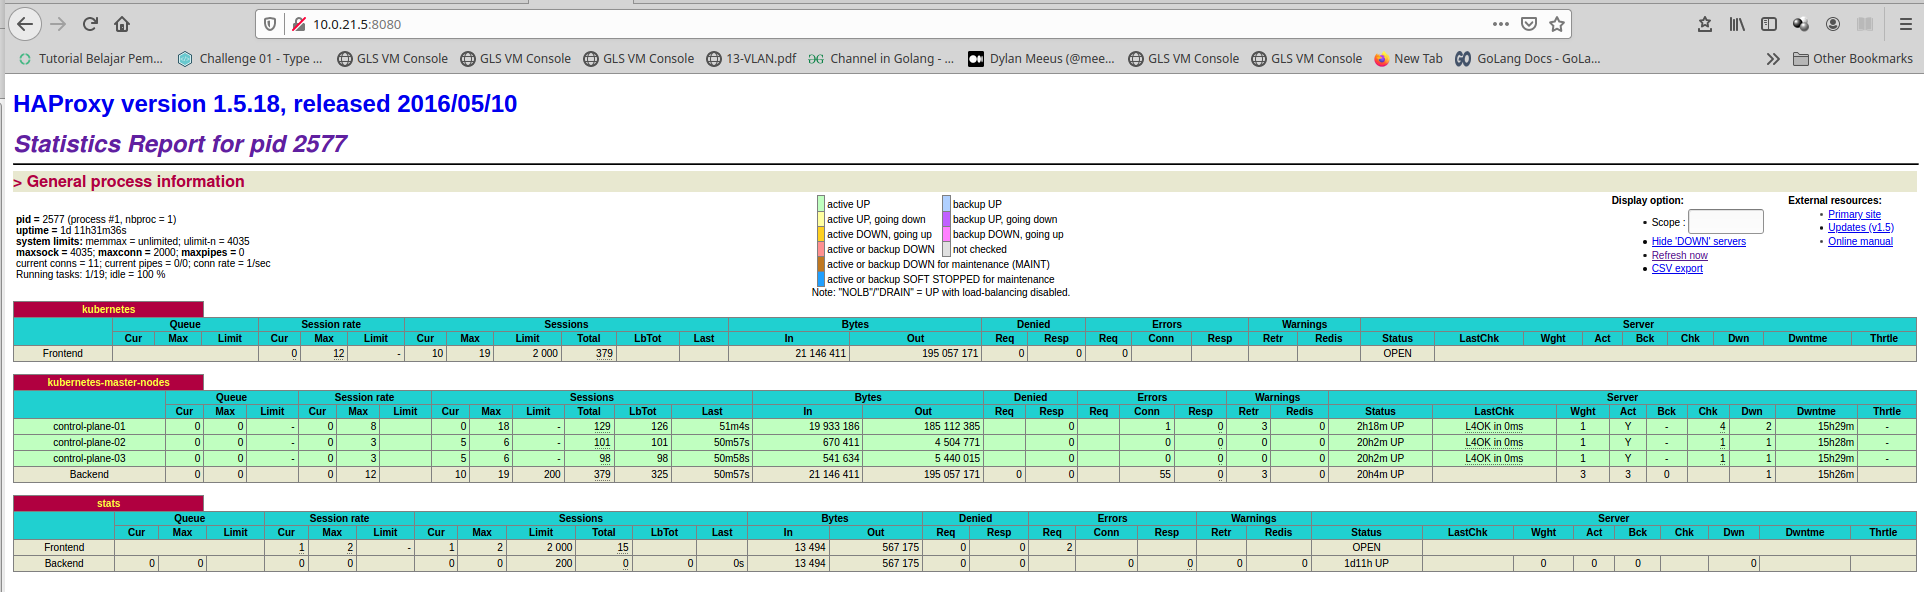 10.0.21.5:8080
Tutorial Belajar Pem... Challenge 01 - Type ... GLS VM Console GLS VM Console GLS VM Console 13-VLAN.pdf Channel in Golang - ... Dylan Meeus (@mee... GLS VM Console GLS VM Console New Tab GoLang Docs - GoLa... Other Bookmarks
HAProxy version 1.5.18, released 2016/05/10
Statistics Report for pid 2577
> General process information
pid = 2577 (process #1, nbproc = 1)
uptime = 1d 11h31m36s
system limits: memmax = unlimited; ulimit-n = 4035
maxsock = 4035; maxconn = 2000; maxpipes = 0
current conns = 11; current pipes = 0/0; conn rate = 1/sec
Running tasks: 1/19; idle = 100 %
active UP backup UP
active UP, going down backup UP, going down
active DOWN, going up backup DOWN, going up
active or backup DOWN not checked
active or backup DOWN for maintenance (MAINT)
active or backup SOFT STOPPED for maintenance
Note: "NOLB"/"DRAIN" = UP with load-balancing disabled.
Display option:
Scope :
Hide 'DOWN' servers
Refresh now
CSV export
External resources:
Primary site
Updates (v1.5)
Online manual
kubernetes
Queue Session rate Sessions Bytes Denied Errors Warnings Server
Cur Max Limit Cur Max Limit Cur Max Limit Total LbTot Last In Out Req Resp Req Conn Resp Retr Redis Status LastChk Wght Act Bck Chk Dwn Dwntme Thrtle
Frontend 0 12 - 10 19 2 000 379 21 146 411 195 057 171 0 0 0 OPEN
kubernetes-master-nodes
Queue Session rate Sessions Bytes Denied Errors Warnings Server
Cur Max Limit Cur Max Limit Cur Max Limit Total LbTot Last In Out Req Resp Req Conn Resp Retr Redis Status LastChk Wght Act Bck Chk Dwn Dwntme Thrtle
control-plane-01 0 0 - 0 8 0 18 - 129 126 51m4s 19 933 186 185 112 385 0 1 0 3 0 2h18m UP L4OK in 0ms 1 Y - 4 2 15h29m -
control-plane-02 0 0 - 0 3 5 6 - 101 101 50m57s 670 411 4 504 771 0 0 0 0 0 20h2m UP L4OK in 0ms 1 Y - 1 1 15h28m -
control-plane-03 0 0 - 0 3 5 6 - 98 98 50m58s 541 634 5 440 015 0 0 0 0 0 20h2m UP L4OK in 0ms 1 Y - 1 1 15h29m -
Backend 0 0 0 12 10 19 200 379 325 50m57s 21 146 411 195 057 171 0 0 55 0 3 0 20h4m UP 3 3 0 1 15h26m
stats
Queue Session rate Sessions Bytes Denied Errors Warnings Server
Cur Max Limit Cur Max Limit Cur Max Limit Total LbTot Last In Out Req Resp Req Conn Resp Retr Redis Status LastChk Wght Act Bck Chk Dwn Dwntme Thrtle
Frontend 1 2 - 1 2 2 000 15 13 494 567 175 0 0 2 OPEN
Backend 0 0 0 0 0 0 200 0 0 0s 13 494 567 175 0 0 0 0 0 0 1d11h UP 0 0 0 0